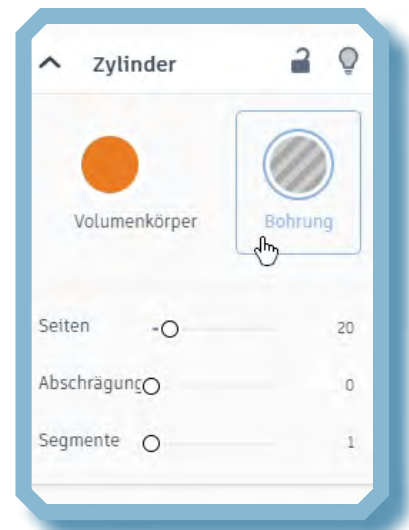 Zylinder
Volumenkörper Bohrung
Seiten 20
Abschrägung 0
Segmente 1